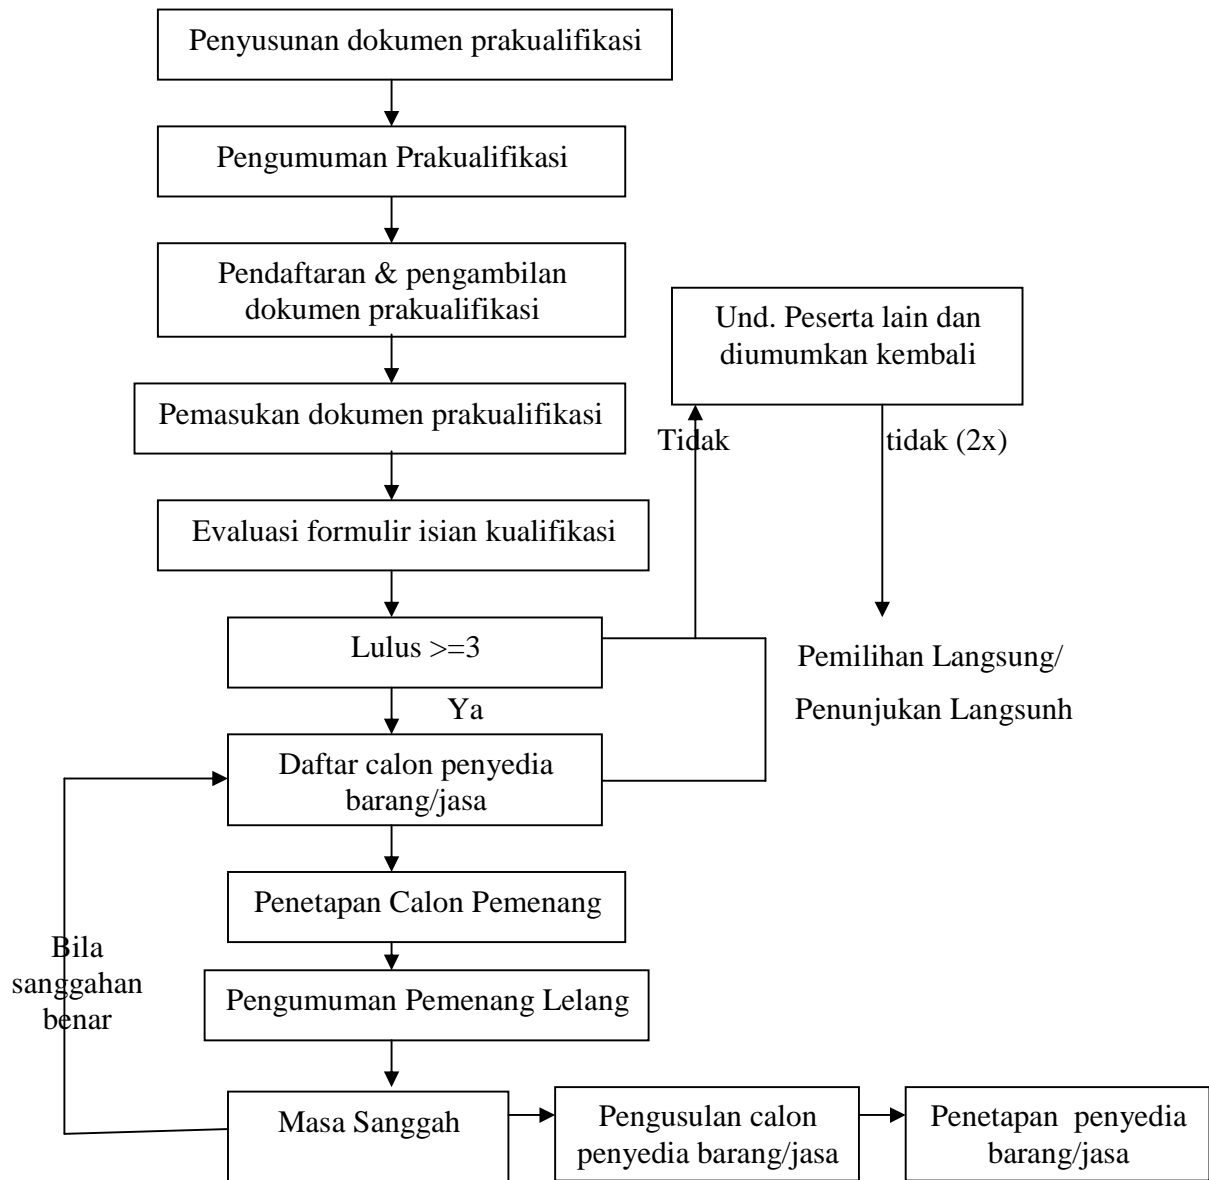 Penyusunan dokumen prakualifikasi
Pengumuman Prakualifikasi
Pendaftaran & pengambilan
dokumen prakualifikasi
Und. Peserta lain dan
diumumkan kembali
Pemasukan dokumen prakualifikasi
Tidak
tidak (2x)
Evaluasi formulir isian kualifikasi
Lulus >=3
Pemilihan Langsung/
Penunjukan Langsunh
Ya
Daftar calon penyedia
barang/jasa
Penetapan Calon Pemenang
Bila
sanggahan
benar
Pengumuman Pemenang Lelang
Masa Sanggah
Pengusulan calon
penyedia barang/jasa
Penetapan  penyedia
barang/jasa